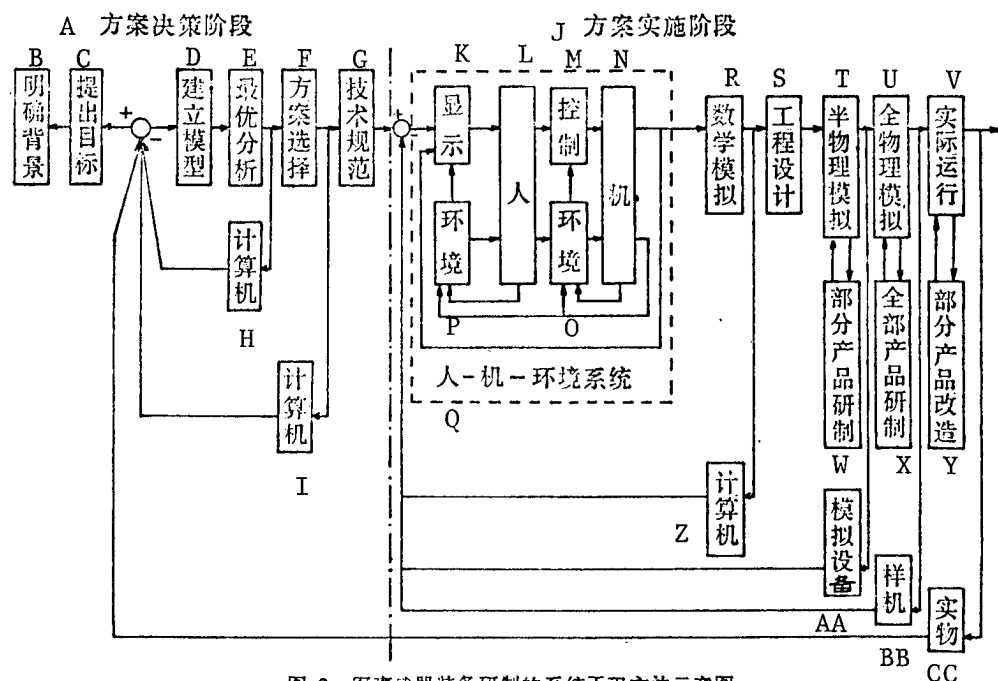 A 方案决策阶段
J 方案实施阶段
B
C
D
E
F
G
K
L
M
N
R
S
T
U
V
明确背景
提出目标
+
-
建立模型
最优分析
方案选择
技术规范
+
-
显示
人
控制
机
数学模拟
工程设计
半物理模拟
全物理模拟
实际运行
环境
环境
计算机
H
P
O
部分产品研制
全部产品研制
部分产品改造
人-机-环境系统
Q
计算机
I
W
X
Y
计算机
Z
模拟设备
AA
样机
BB
实物
CC